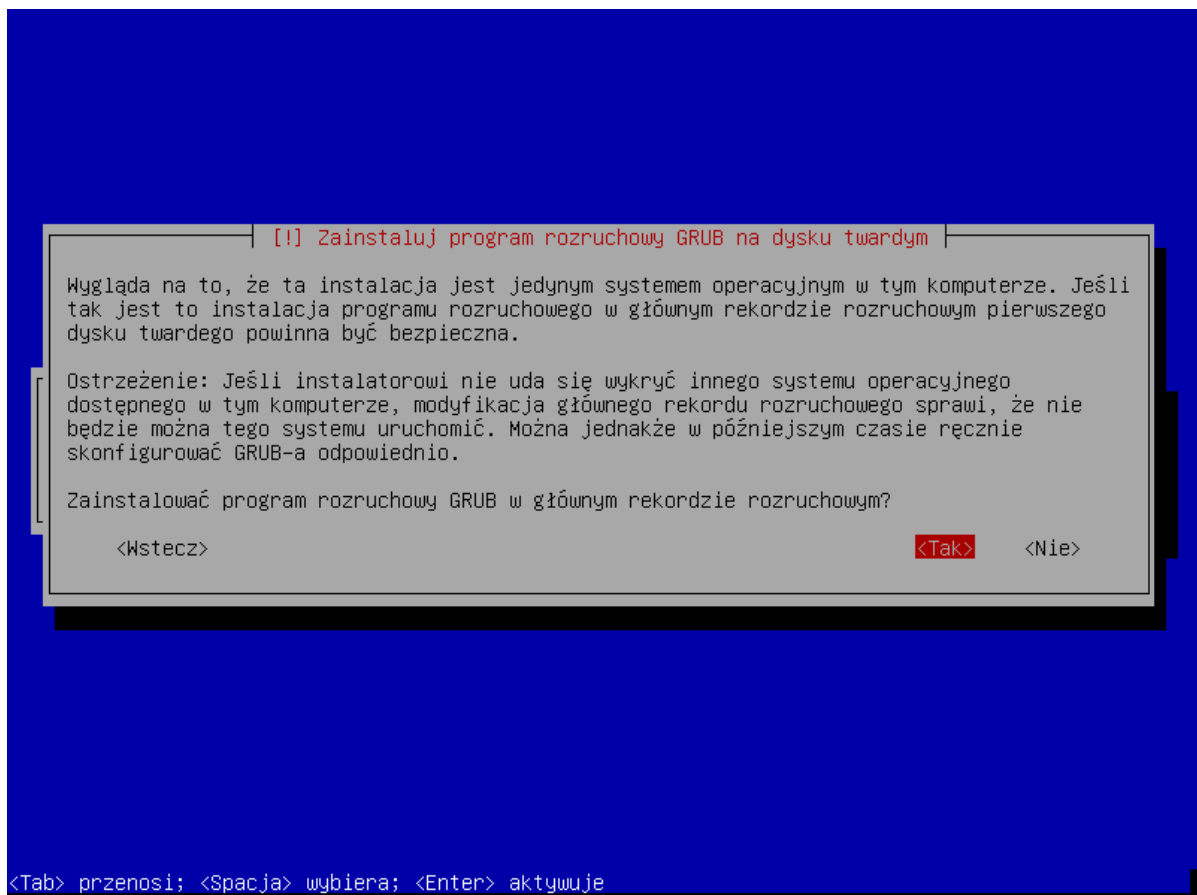 [!] Zainstaluj program rozruchowy GRUB na dysku twardym
Wygląda na to, że ta instalacja jest jedynym systemem operacyjnym w tym komputerze. Jeśli
tak jest to instalacja programu rozruchowego w głównym rekordzie rozruchowym pierwszego
dysku twardego powinna być bezpieczna.
Ostrzeżenie: Jeśli instalatorowi nie uda się wykryć innego systemu operacyjnego
dostępnego w tym komputerze, modyfikacja głównego rekordu rozruchowego sprawi, że nie
będzie można tego systemu uruchomić. Można jednakże w późniejszym czasie ręcznie
skonfigurować GRUB-a odpowiednio.
Zainstalować program rozruchowy GRUB w głównym rekordzie rozruchowym?
<Wstecz> <Tak> <Nie>
<Tab> przenosi; <Spacja> wybiera; <Enter> aktywuje